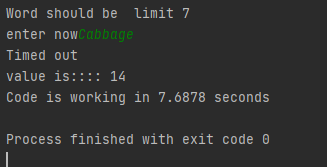 Word should be  limit 7
enter nowCabbage
Timed out
value is:::: 14
Code is working in 7.6878 seconds
Process finished with exit code 0